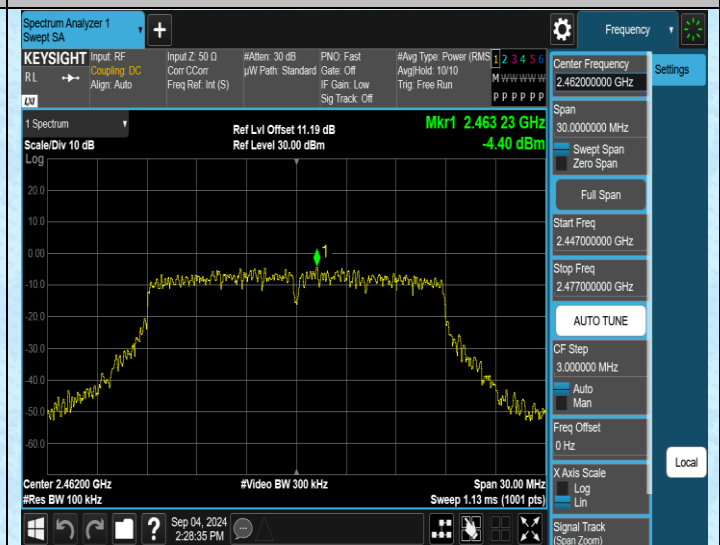 Spectrum Analyzer 1
Swept SA
Frequency
KEYSIGHT
R L
LXI
Input: RF
Coupling: DC
Align: Auto
Input Z: 50 Ω
Corr CCorr
Freq Ref: Int (S)
#Atten: 30 dB
µW Path: Standard
PNO: Fast
Gate: Off
IF Gain: Low
Sig Track: Off
#Avg Type: Power (RMS
Avg|Hold: 10/10
Trig: Free Run
1 2 3 4 5 6
M W W W W W
P P P P P P
1 Spectrum
Scale/Div 10 dB
Log
Ref Lvl Offset 11.19 dB
Ref Level 30.00 dBm
Mkr1 2.463 23 GHz
-4.40 dBm
20.0
10.0
0.00
-10.0
-20.0
-30.0
-40.0
-50.0
-60.0
1
Center 2.46200 GHz
#Res BW 100 kHz
#Video BW 300 kHz
Span 30.00 MHz
Sweep 1.13 ms (1001 pts)
Sep 04, 2024
2:28:35 PM
Center Frequency
2.462000000 GHz
Span
30.0000000 MHz
Swept Span
Zero Span
Full Span
Start Freq
2.447000000 GHz
Stop Freq
2.477000000 GHz
AUTO TUNE
CF Step
3.000000 MHz
Auto
Man
Freq Offset
0 Hz
X Axis Scale
Log
Lin
Signal Track
(Span Zoom)
Settings
Local